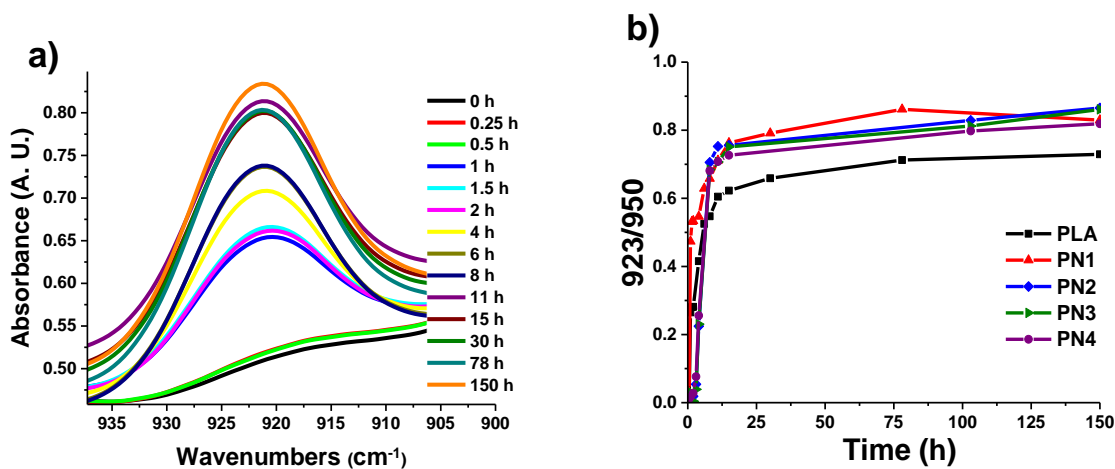 a)
0.80
0.75
0.70
0.65
0.60
0.55
0.50
Absorbance (A. U.)
935 930 925 920 915 910 905 900
Wavenumbers (cm⁻¹)
0 h
0.25 h
0.5 h
1 h
1.5 h
2 h
4 h
6 h
8 h
11 h
15 h
30 h
78 h
150 h
b)
1.0
0.8
0.6
0.4
0.2
0.0
923/950
0 25 50 75 100 125 150
Time (h)
PLA
PN1
PN2
PN3
PN4